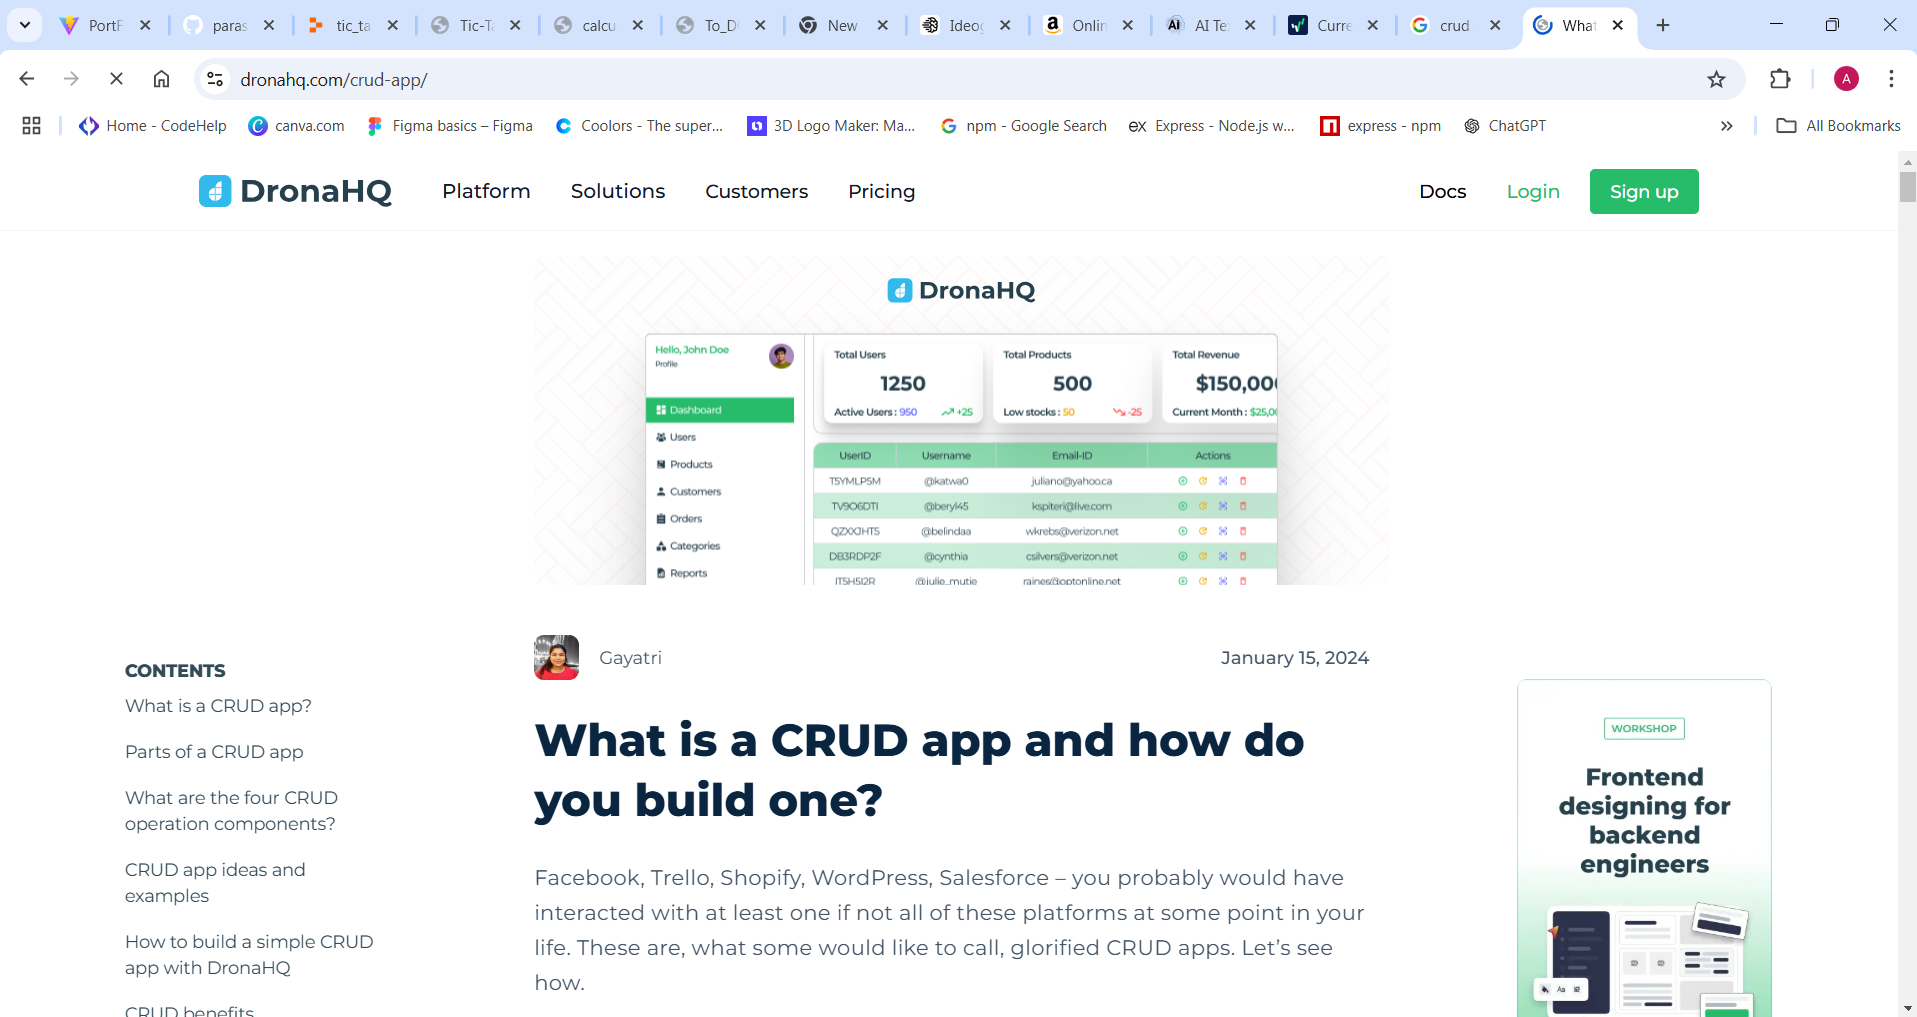 PortF
paras
tic_ta
Tic-Ta
calcu
To_D
New
Ideog
Onlin
AI Te
Curre
crud
What
dronahq.com/crud-app/
A
Home - CodeHelp
canva.com
Figma basics – Figma
Coolors - The super...
3D Logo Maker: Ma...
npm - Google Search
Express - Node.js w...
express - npm
ChatGPT
All Bookmarks
DronaHQ
Platform
Solutions
Customers
Pricing
Docs
Login
Sign up
DronaHQ
Hello, John Doe
Profile
Dashboard
Users
Products
Customers
Orders
Categories
Reports
Total Users
1250
Active Users : 950
+25
Total Products
500
Low stocks : 50
-25
Total Revenue
$150,000
Current Month : $25,00
UserID Username Email-ID Actions
T5YMLP5M @katwa0 juliano@yahoo.ca
TV9O6DTI @beryl45 kspiteri@live.com
QZXXJHT5 @belindaa wkrebs@verizon.net
DB3RDP2F @cynthia csilvers@verizon.net
IT5H5I2R @julie_mutie raines@optonline.net
Gayatri
January 15, 2024
CONTENTS
What is a CRUD app?
Parts of a CRUD app
What are the four CRUD
operation components?
CRUD app ideas and
examples
How to build a simple CRUD
app with DronaHQ
CRUD benefits
What is a CRUD app and how do
you build one?
Facebook, Trello, Shopify, WordPress, Salesforce – you probably would have
interacted with at least one if not all of these platforms at some point in your
life. These are, what some would like to call, glorified CRUD apps. Let’s see
how.
WORKSHOP
Frontend
designing for
backend
engineers
Aa